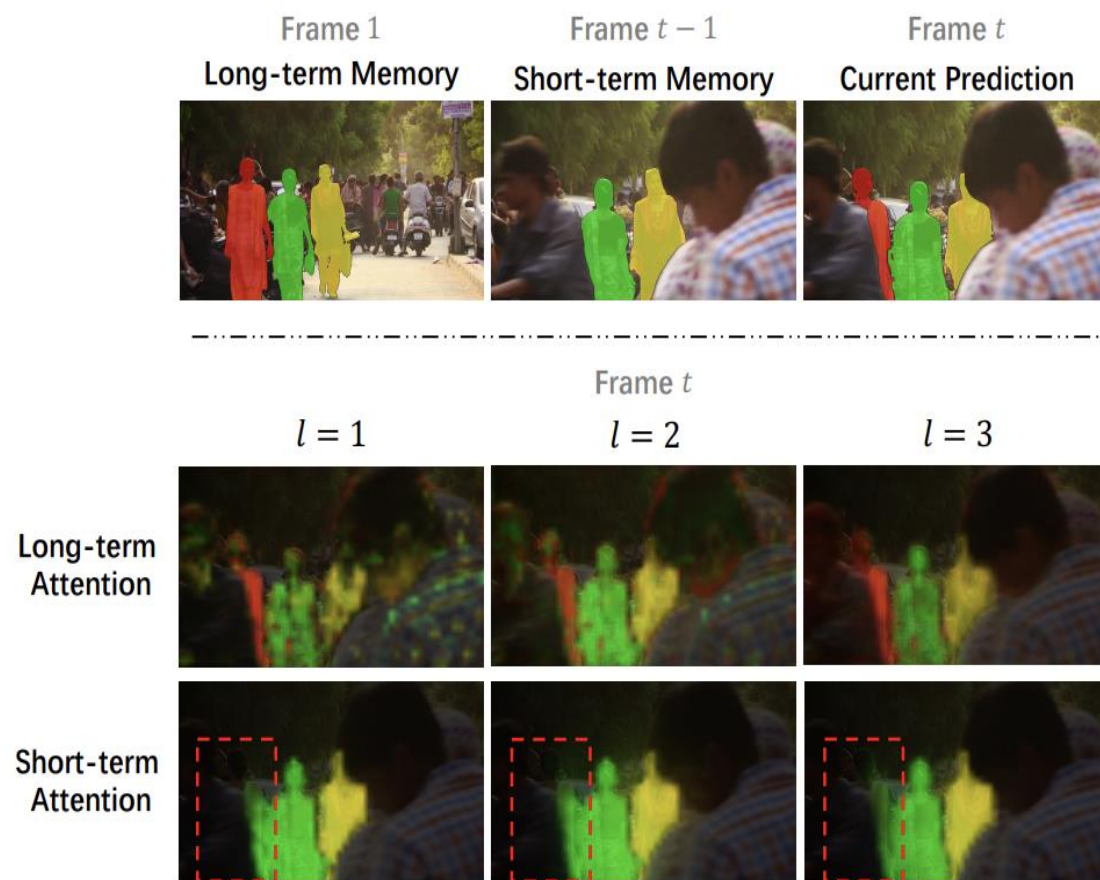 Frame 1
Frame t − 1
Frame t
Long-term Memory
Short-term Memory
Current Prediction
Frame t
l = 1
l = 2
l = 3
Long-term
Attention
Short-term
Attention